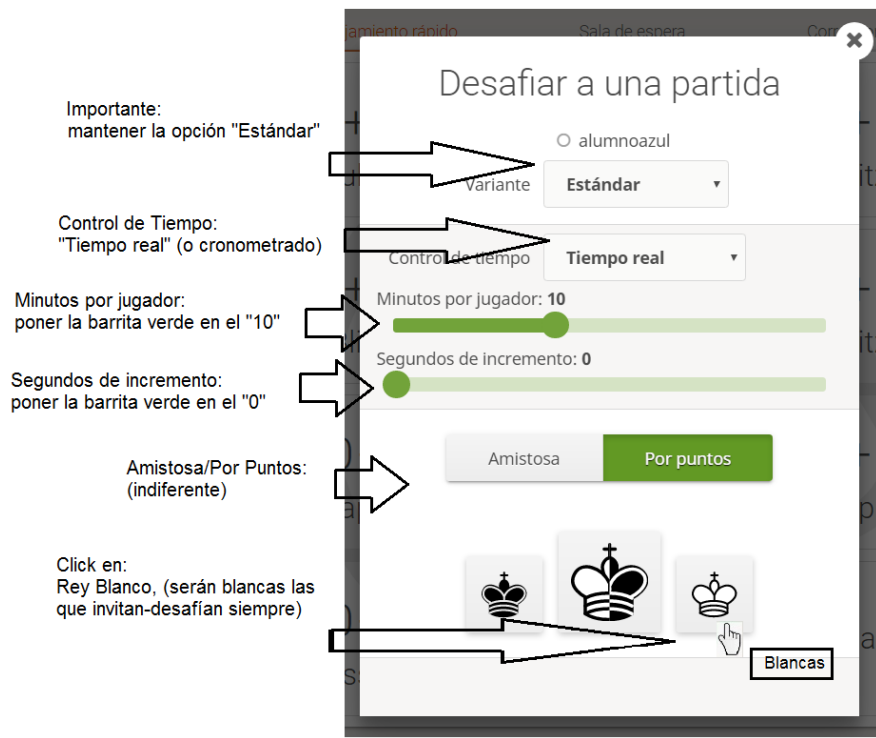 jamiento rápido
Sala de espera
Corr
Desafiar a una partida
Importante:
mantener la opción "Estándar"
alumnoazul
Variante
Estándar
Control de Tiempo:
"Tiempo real" (o cronometrado)
Control de tiempo
Tiempo real
Minutos por jugador:
poner la barrita verde en el "10"
Minutos por jugador: 10
Segundos de incremento:
poner la barrita verde en el "0"
Segundos de incremento: 0
Amistosa/Por Puntos:
(indiferente)
Amistosa
Por puntos
Click en:
Rey Blanco, (serán blancas las
que invitan-desafían siempre)
Blancas